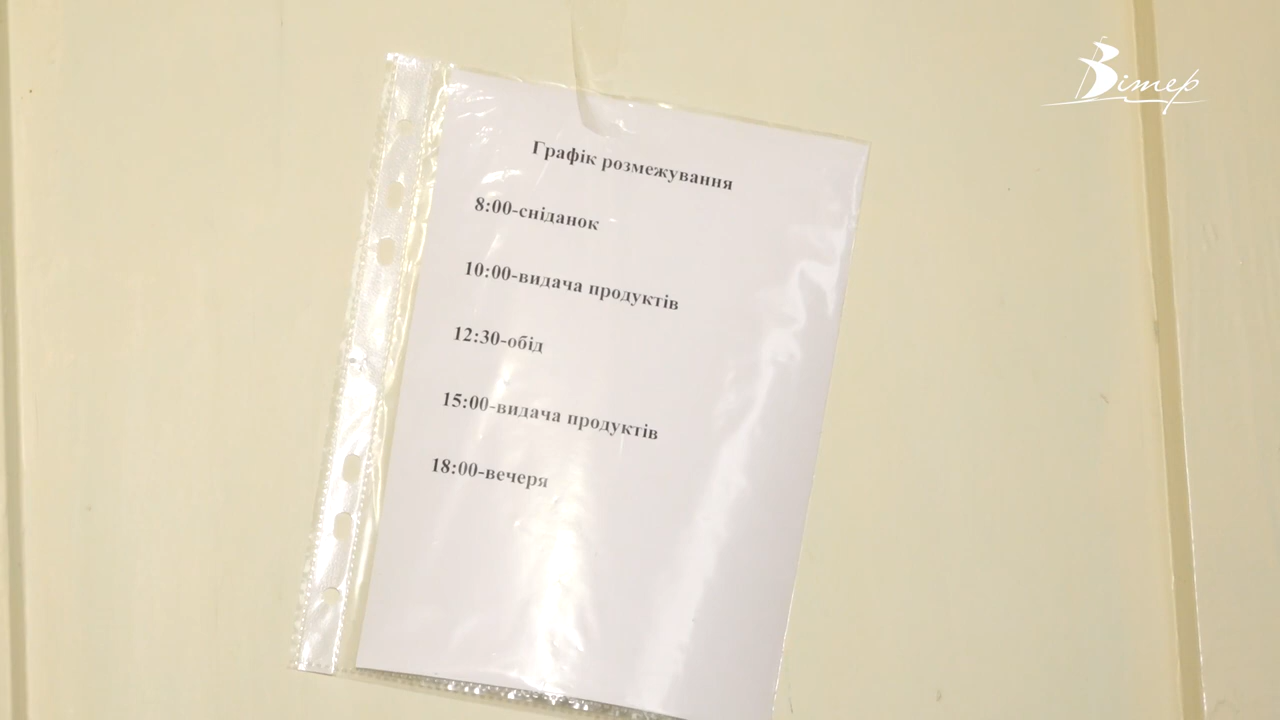 Вітер
Графік розмежування
8:00-сніданок
10:00-видача продуктів
12:30-обід
15:00-видача продуктів
18:00-вечеря